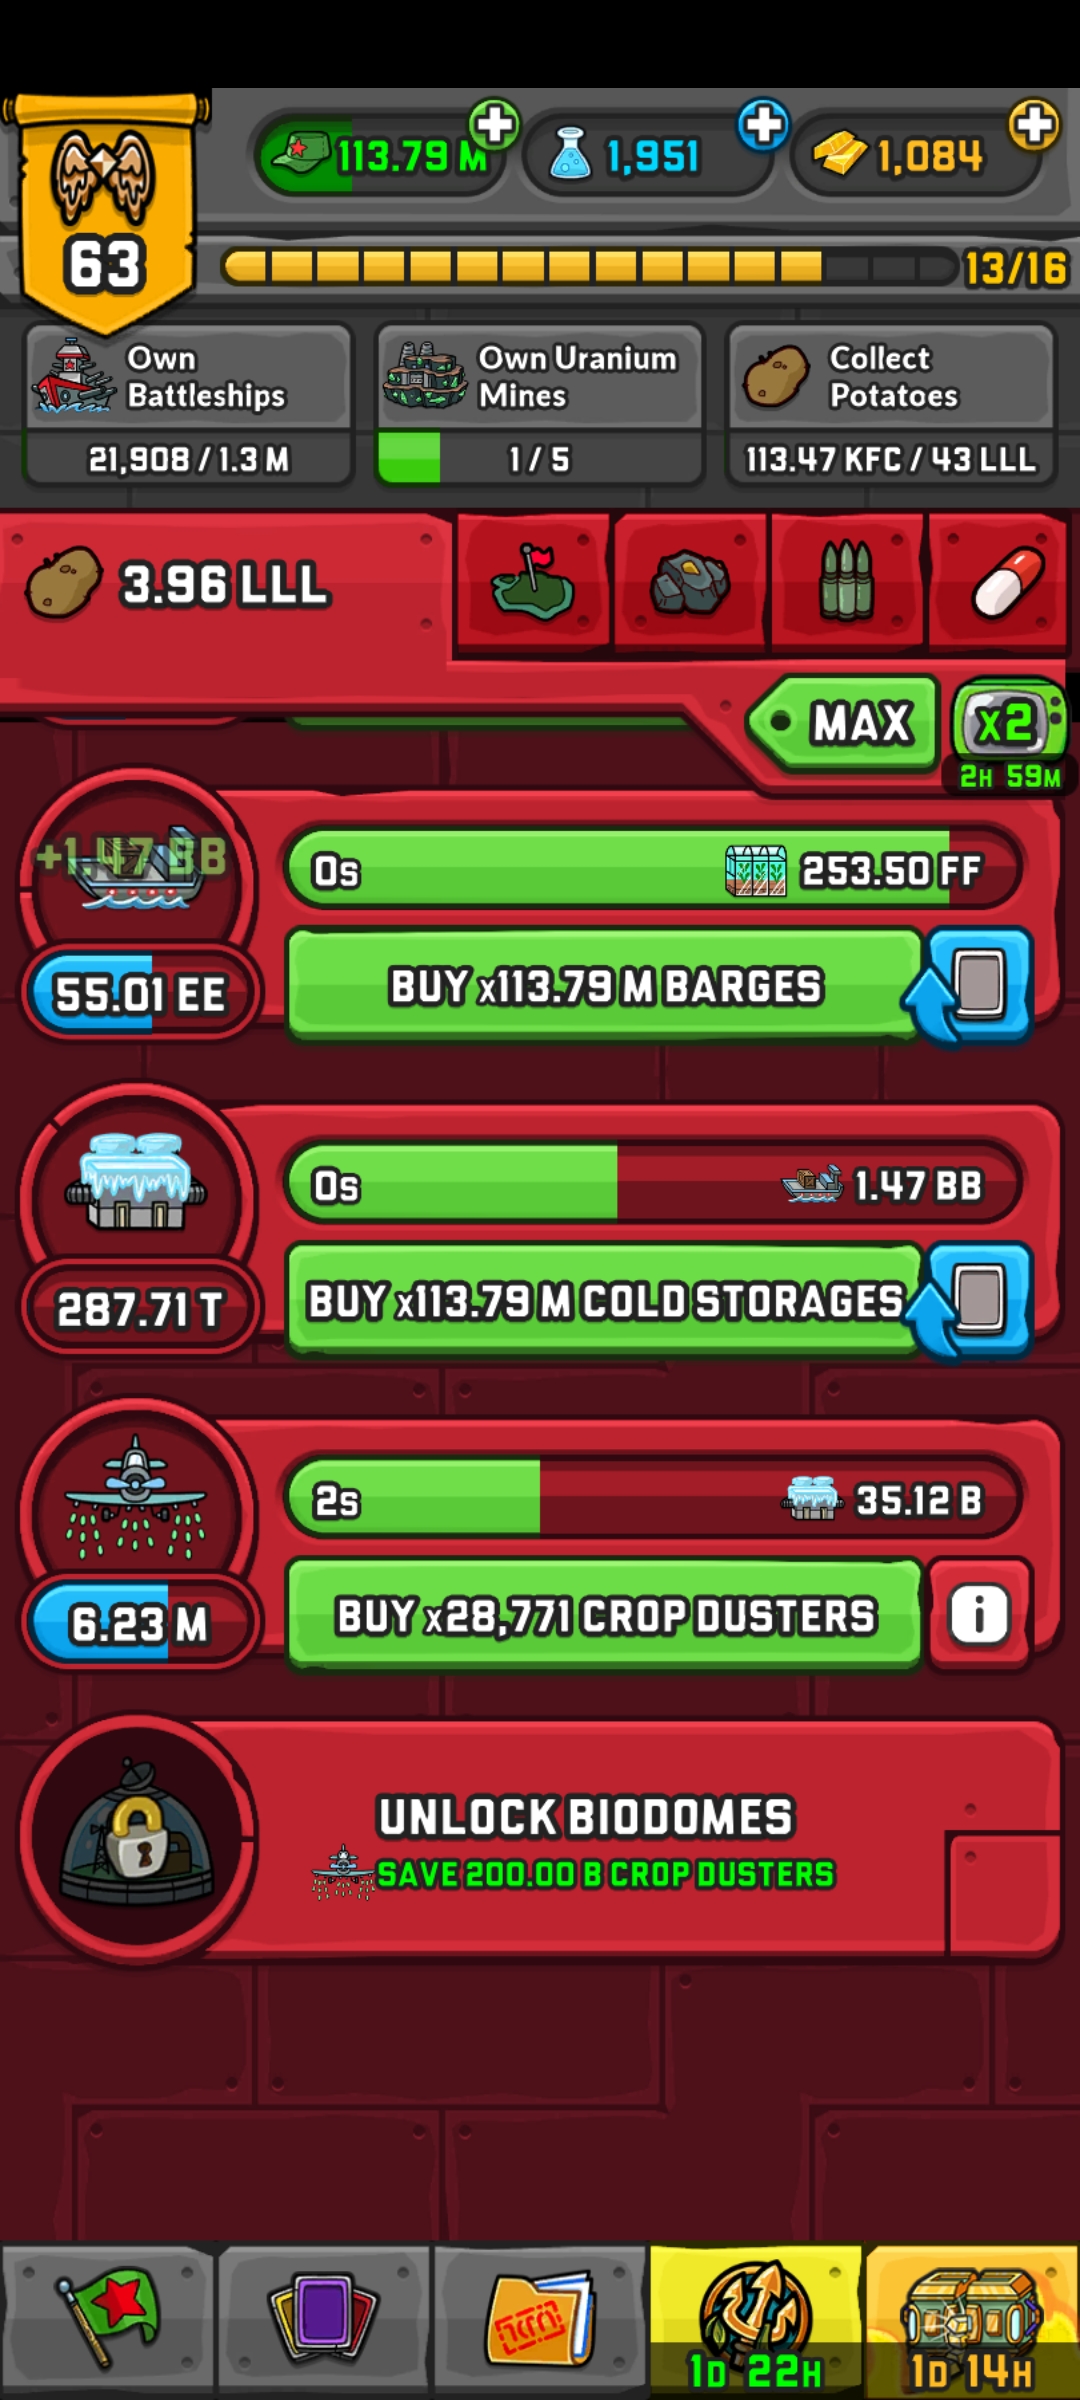 113.79 M
1,951
1,084
63
13/16
Own
Battleships
21,908 / 1.3 M
Own Uranium
Mines
1 / 5
Collect
Potatoes
113.47 KFC / 43 LLL
3.96 LLL
MAX
x2
2H 59M
+1.47 BB
0s
253.50 FF
55.01 EE
BUY x113.79 M BARGES
0s
1.47 BB
287.71 T
BUY x113.79 M COLD STORAGES
2s
35.12 B
6.23 M
BUY x28,771 CROP DUSTERS
i
UNLOCK BIODOMES
SAVE 200.00 B CROP DUSTERS
1D 22H
1D 14H